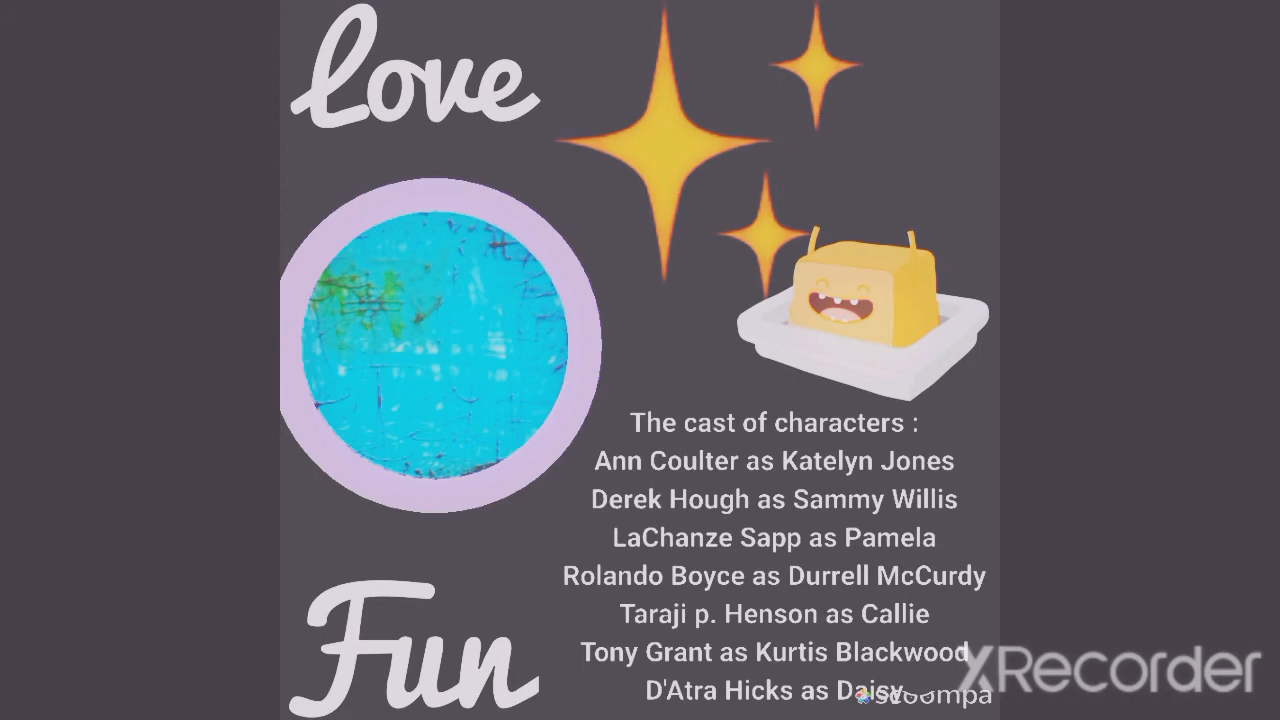 Love
The cast of characters :
Ann Coulter as Katelyn Jones
Derek Hough as Sammy Willis
LaChanze Sapp as Pamela
Rolando Boyce as Durrell McCurdy
Taraji p. Henson as Callie
Tony Grant as Kurtis Blackwood
D'Atra Hicks as Daisy
Fun
XRecorder
scoompa